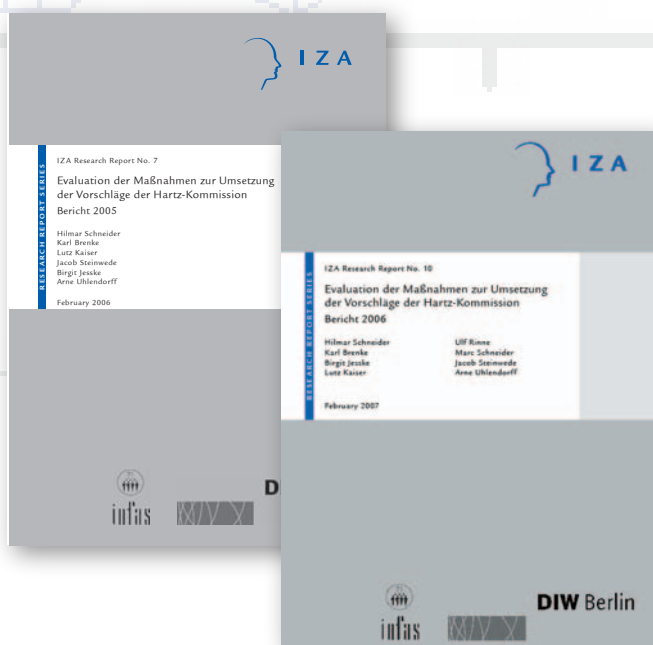 IZA
RESEARCH REPORT SERIES
IZA Research Report No. 7
Evaluation der Maßnahmen zur Umsetzung
der Vorschläge der Hartz-Kommission
Bericht 2005
Hilmar Schneider
Karl Brenke
Lutz Kaiser
Jacob Steinwede
Birgit Jesske
Arne Uhlendorff
February 2006
infas
D
IZA
RESEARCH REPORT SERIES
IZA Research Report No. 10
Evaluation der Maßnahmen zur Umsetzung
der Vorschläge der Hartz-Kommission
Bericht 2006
Hilmar Schneider
Karl Brenke
Birgit Jesske
Lutz Kaiser
Ulf Rinne
Marc Schneider
Jacob Steinwede
Arne Uhlendorff
February 2007
infas
DIW Berlin